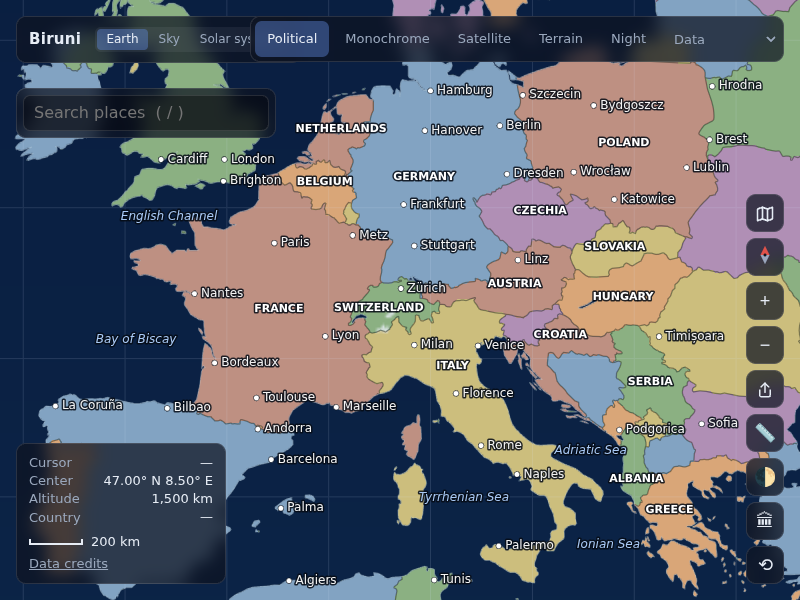 Biruni
Earth
Sky
Solar sys
Political
Monochrome
Satellite
Terrain
Night
Data
Search places ( / )
Hamburg
Szczecin
Bydgoszcz
Hrodna
NETHERLANDS
Hanover
Berlin
POLAND
Brest
Cardiff
London
Brighton
BELGIUM
GERMANY
Dresden
Wrocław
Lublin
Frankfurt
CZECHIA
Katowice
English Channel
Paris
Metz
Stuttgart
SLOVAKIA
Linz
AUSTRIA
Nantes
Zürich
HUNGARY
FRANCE
SWITZERLAND
Bay of Biscay
Lyon
Milan
Venice
CROATIA
Timișoara
Bordeaux
ITALY
SERBIA
Toulouse
Florence
La Coruña
Bilbao
Marseille
Andorra
Podgorica
Sofia
Rome
Adriatic Sea
Barcelona
Naples
ALBANIA
Tyrrhenian Sea
GREECE
Palma
Palermo
Ionian Sea
Algiers
Tunis
Cursor —
Center 47.00° N 8.50° E
Altitude 1,500 km
Country —
200 km
Data credits